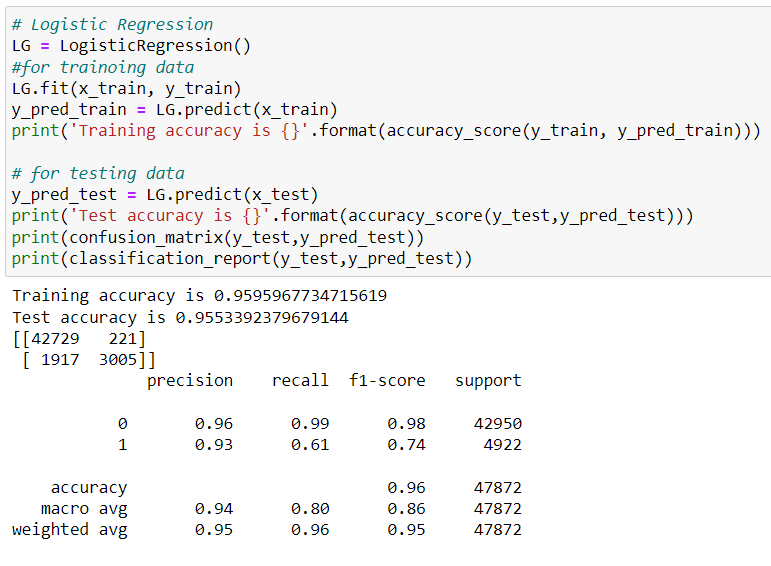 # Logistic Regression
LG = LogisticRegression()
#for trainoing data
LG.fit(x_train, y_train)
y_pred_train = LG.predict(x_train)
print('Training accuracy is {}'.format(accuracy_score(y_train, y_pred_train)))
# for testing data
y_pred_test = LG.predict(x_test)
print('Test accuracy is {}'.format(accuracy_score(y_test,y_pred_test)))
print(confusion_matrix(y_test,y_pred_test))
print(classification_report(y_test,y_pred_test))
Training accuracy is 0.9595967734715619
Test accuracy is 0.9553392379679144
[[42729   221]
 [ 1917  3005]]
              precision    recall  f1-score   support
           0       0.96      0.99      0.98     42950
           1       0.93      0.61      0.74      4922
    accuracy                           0.96     47872
   macro avg       0.94      0.80      0.86     47872
weighted avg       0.95      0.96      0.95     47872